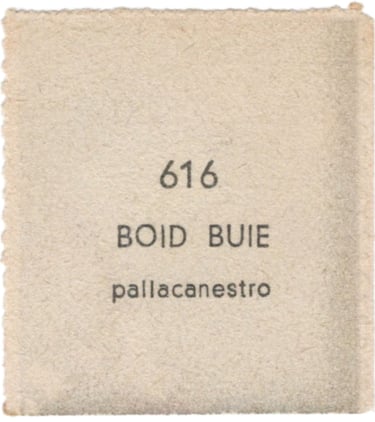 616
BOID BUIE
pallacanestro